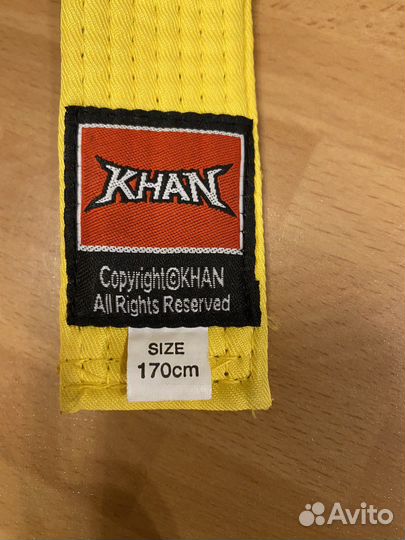 KHAN
Copyright©KHAN
All Rights Reserved
SIZE
170cm
Avito